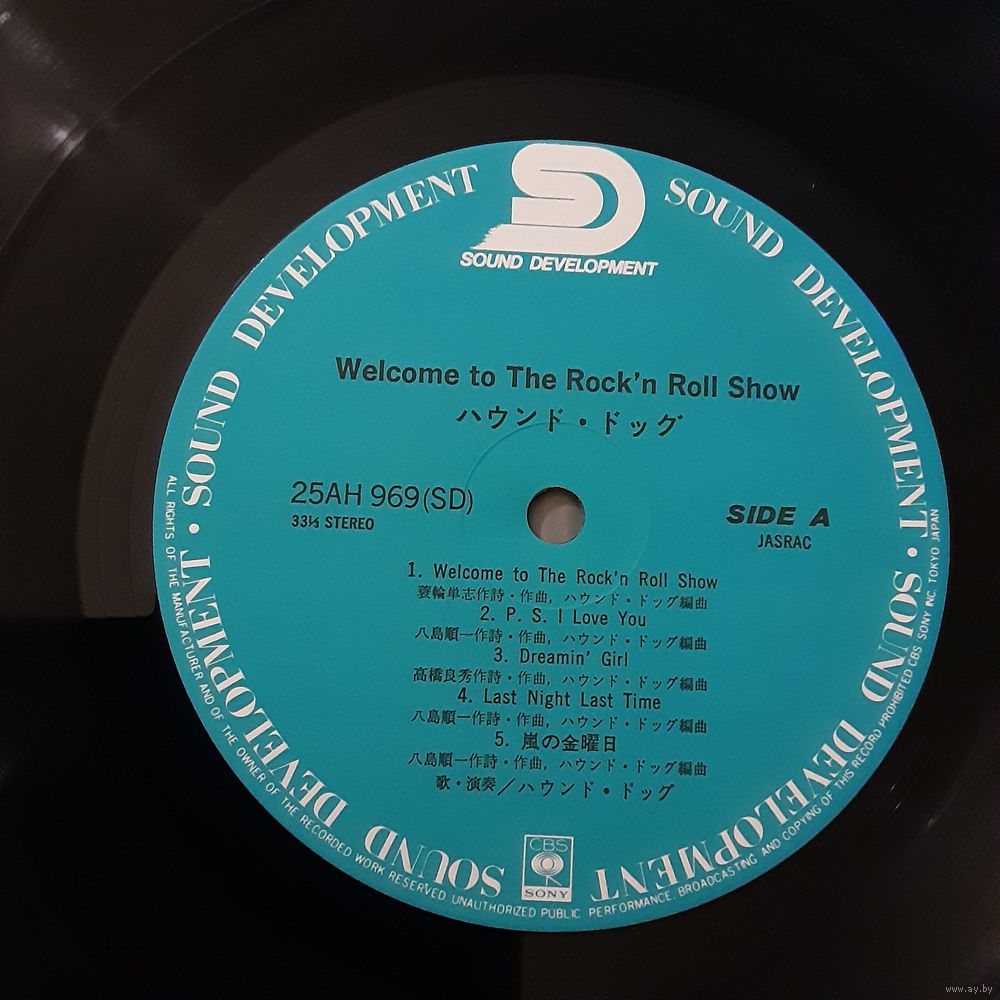 SOUND DEVELOPMENT
SOUND DEVELOPMENT • SOUND DEVELOPMENT • SOUND DEVELOPMENT SOUND DEVELOPMENT
Welcome to The Rock'n Roll Show
ハウンド・ドッグ
25AH 969(SD)
33⅓ STEREO
SIDE A
JASRAC
1. Welcome to The Rock'n Roll Show
蓑輪単志作詩・作曲, ハウンド・ドッグ編曲
2. P. S. I Love You
八島順一作詩・作曲, ハウンド・ドッグ編曲
3. Dreamin' Girl
高橋良秀作詩・作曲, ハウンド・ドッグ編曲
4. Last Night Last Time
八島順一作詩・作曲, ハウンド・ドッグ編曲
5. 嵐の金曜日
八島順一作詩・作曲, ハウンド・ドッグ編曲
歌・演奏/ハウンド・ドッグ
CBS
SONY
ALL RIGHTS OF THE MANUFACTURER AND OF THE OWNER OF THE RECORDED WORK RESERVED UNAUTHORIZED PUBLIC PERFORMANCE. BROADCASTING AND COPYING OF THIS RECORD PROHIBITED CBS SONY INC. TOKYO JAPAN
www.ay.by